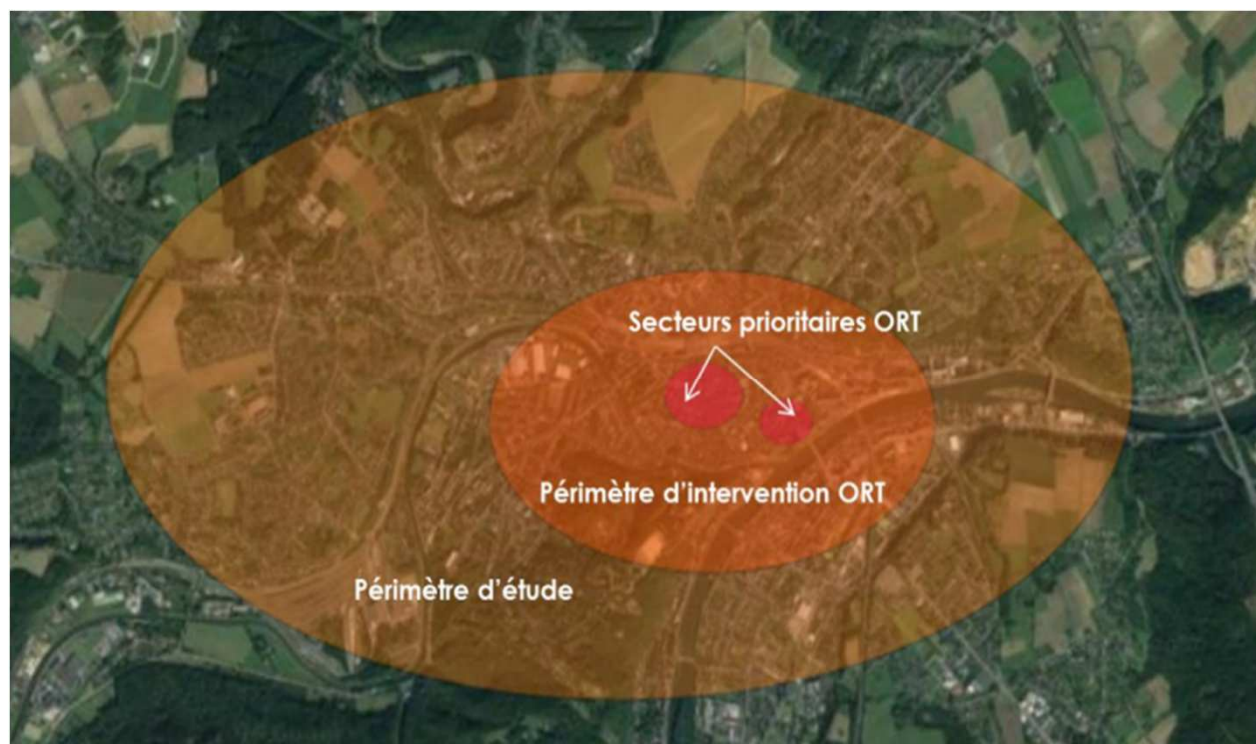 Secteurs prioritaires ORT
Périmètre d'intervention ORT
Périmètre d'étude